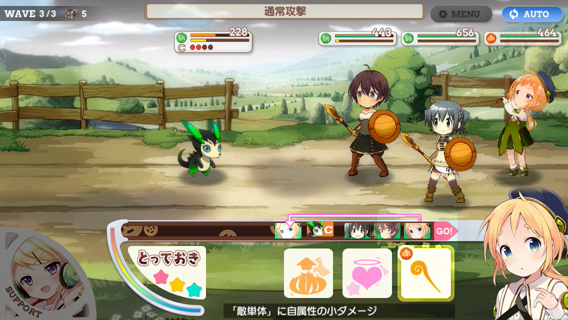 WAVE 3/3 5
通常攻撃
MENU
AUTO
228
C
443
656
464
C
GO!
とっておき
SUPPORT
「敵単体」に自属性の小ダメージ